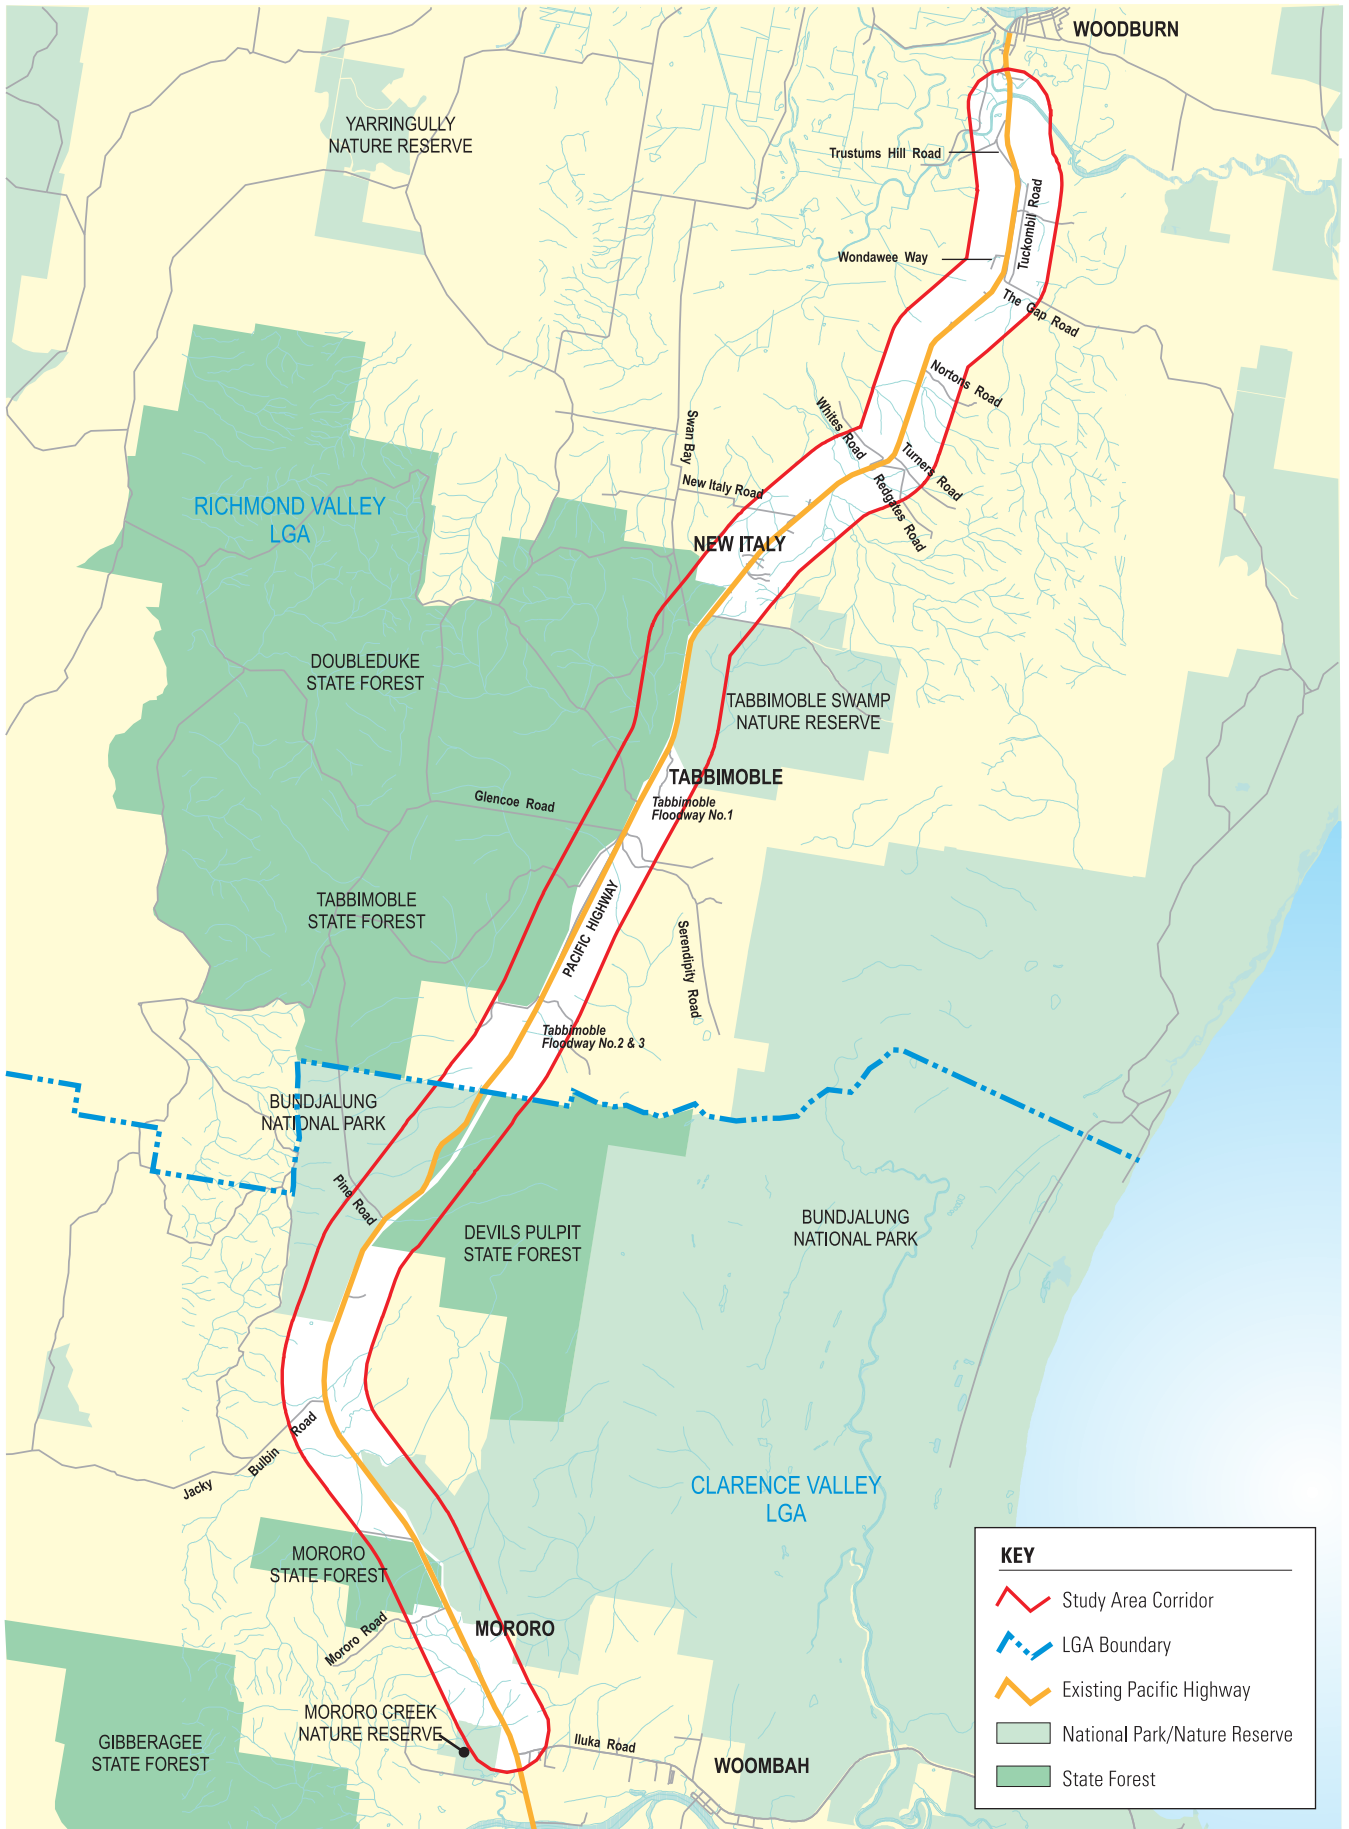 WOODBURN
YARRINGULLY
NATURE RESERVE
Trustums Hill Road
Tuckombil Road
Wondawee Way
The Gap Road
Nortons Road
Whites Road
Swan Bay
Turners Road
New Italy Road
Redgates Road
RICHMOND VALLEY
LGA
NEW ITALY
DOUBLEDUKE
STATE FOREST
TABBIMOBLE SWAMP
NATURE RESERVE
TABBIMOBLE
Tabbimoble
Floodway No.1
Glencoe Road
TABBIMOBLE
STATE FOREST
PACIFIC HIGHWAY
Serendipity Road
Tabbimoble
Floodway No.2 & 3
BUNDJALUNG
NATIONAL PARK
Pine Road
DEVILS PULPIT
STATE FOREST
BUNDJALUNG
NATIONAL PARK
Jacky Bulbin Road
CLARENCE VALLEY
LGA
MORORO
STATE FOREST
Mororo Road
MORORO
MORORO CREEK
NATURE RESERVE
GIBBERAGEE
STATE FOREST
Iluka Road
WOOMBAH
KEY
Study Area Corridor
LGA Boundary
Existing Pacific Highway
National Park/Nature Reserve
State Forest